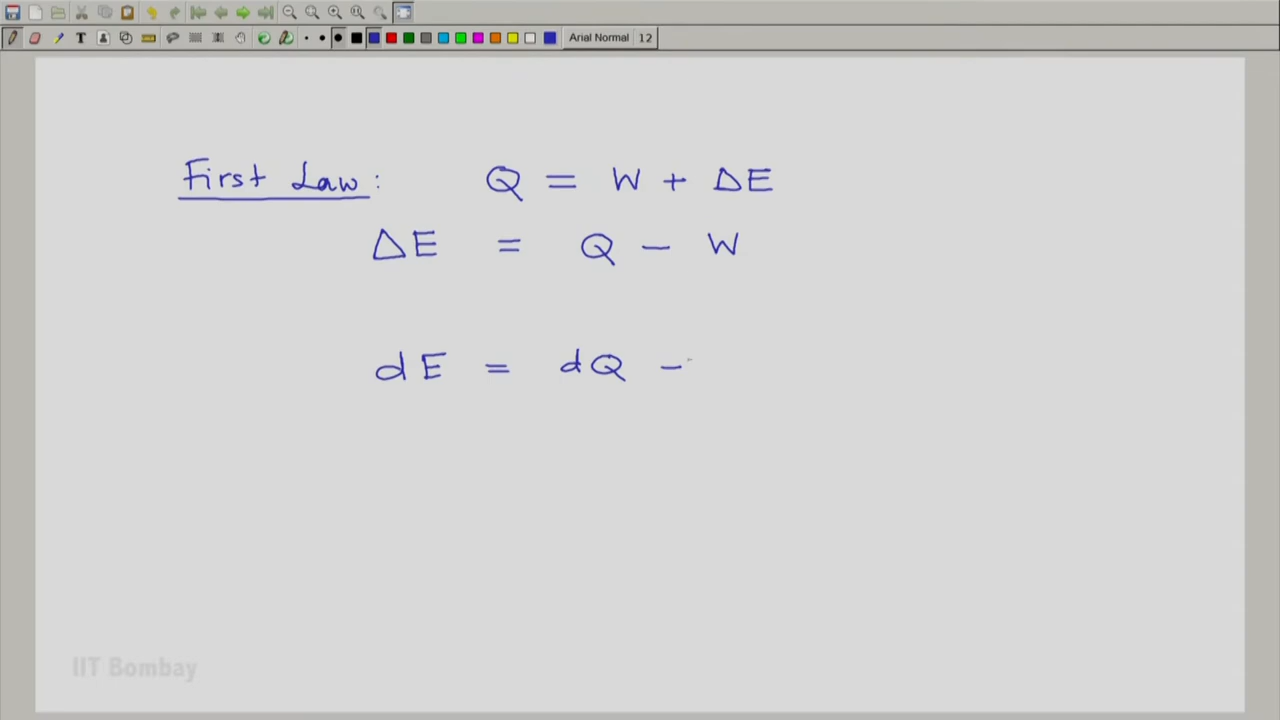 Arial Normal 12
First Law: Q = W + ΔE
ΔE = Q - W
dE = dQ -
IIT Bombay